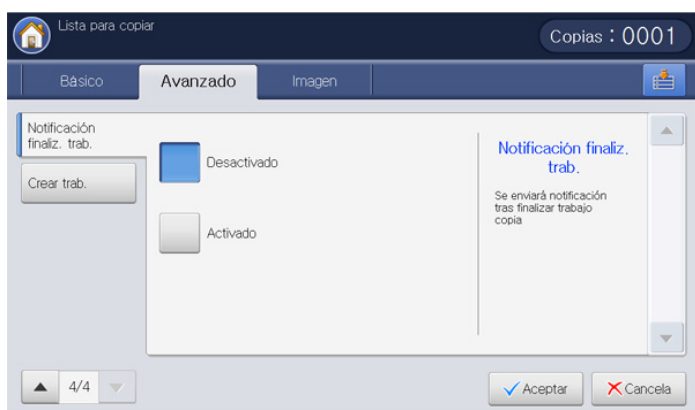 Lista para copiar
Copias : 0001
Básico
Avanzado
Imagen
Notificación
finaliz. trab.
Crear trab.
Desactivado
Activado
Notificación finaliz.
trab.
Se enviará notificación
tras finalizar trabajo
copia
4/4
Aceptar
Cancela